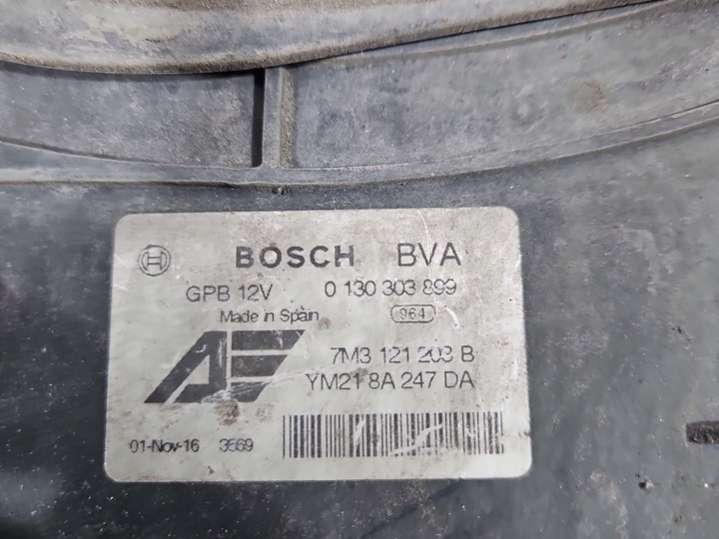 BOSCH BVA
GPB 12V 0 130 303 899
Made in Spain 964
7M3 121 203 B
YM21 8A 247 DA
01-Nov-16 3669